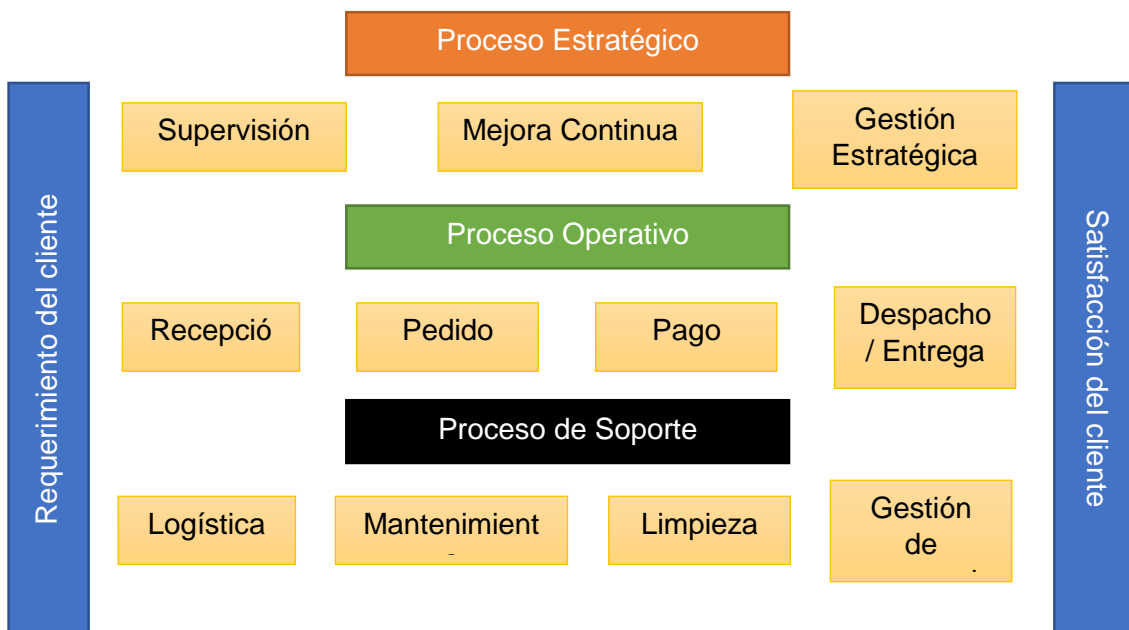 Proceso Estratégico
Supervisión
Mejora Continua
Gestión
Estratégica
Requerimiento del cliente
Satisfacción del cliente
Proceso Operativo
Recepció
Pedido
Pago
Despacho
/ Entrega
Proceso de Soporte
Logística
Mantenimient
Limpieza
Gestión
de